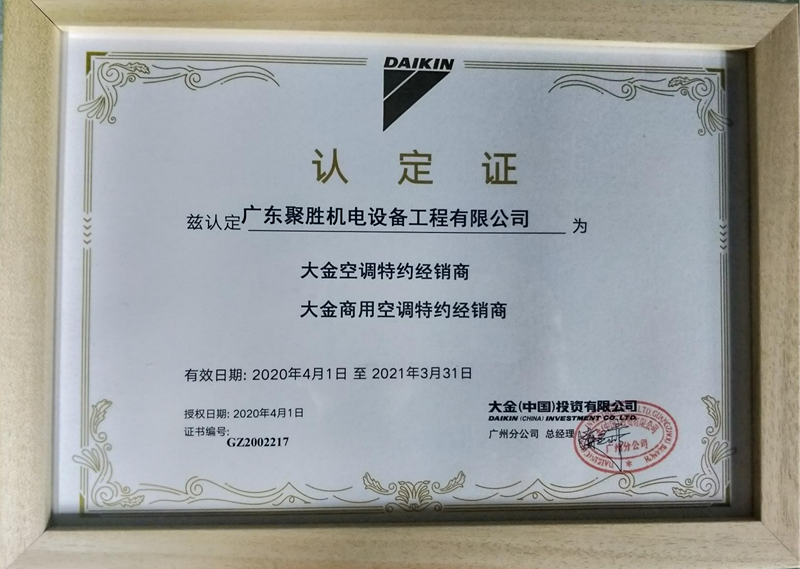 DAIKIN
认定证
兹认定 广东聚胜机电设备工程有限公司 为
大金空调特约经销商
大金商用空调特约经销商
有效日期: 2020年4月1日 至 2021年3月31日
授权日期: 2020年4月1日
证书编号: GZ2002217
大金(中国)投资有限公司
DAIKIN (CHINA) INVESTMENT CO., LTD.
广州分公司 总经理
广州分公司